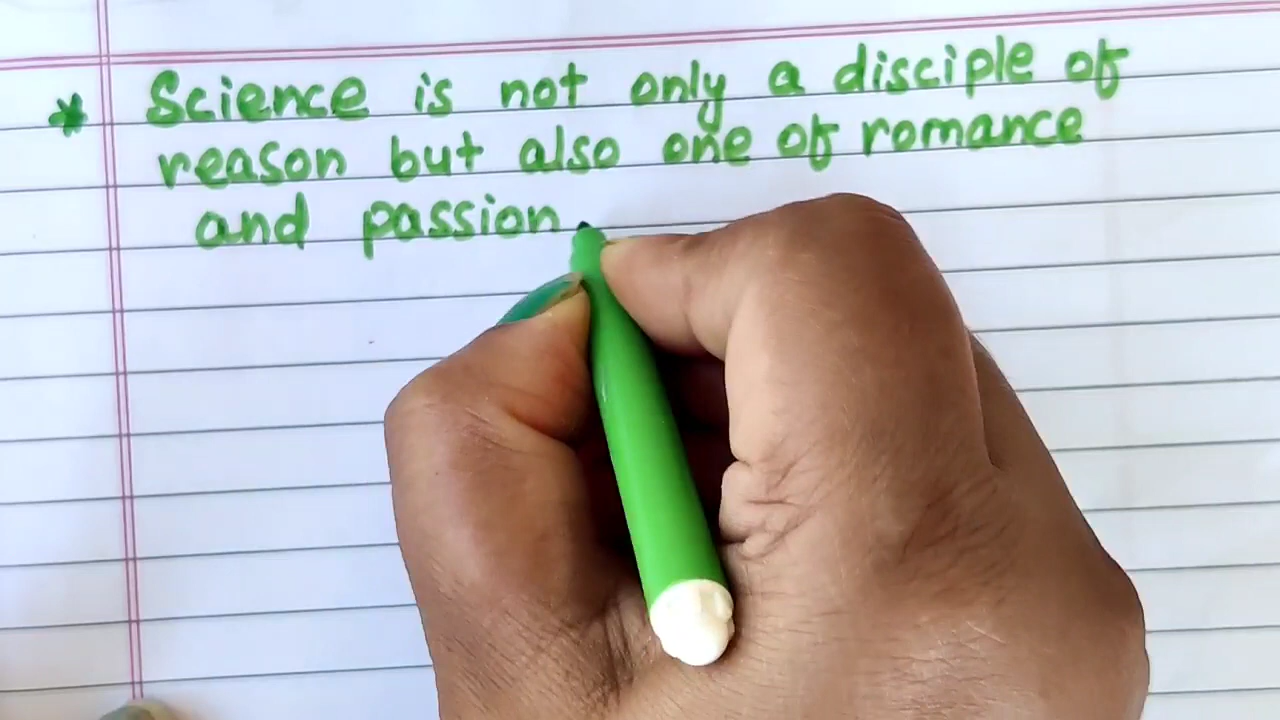 * Science is not only a disciple of
reason but also one of romance
and passion.